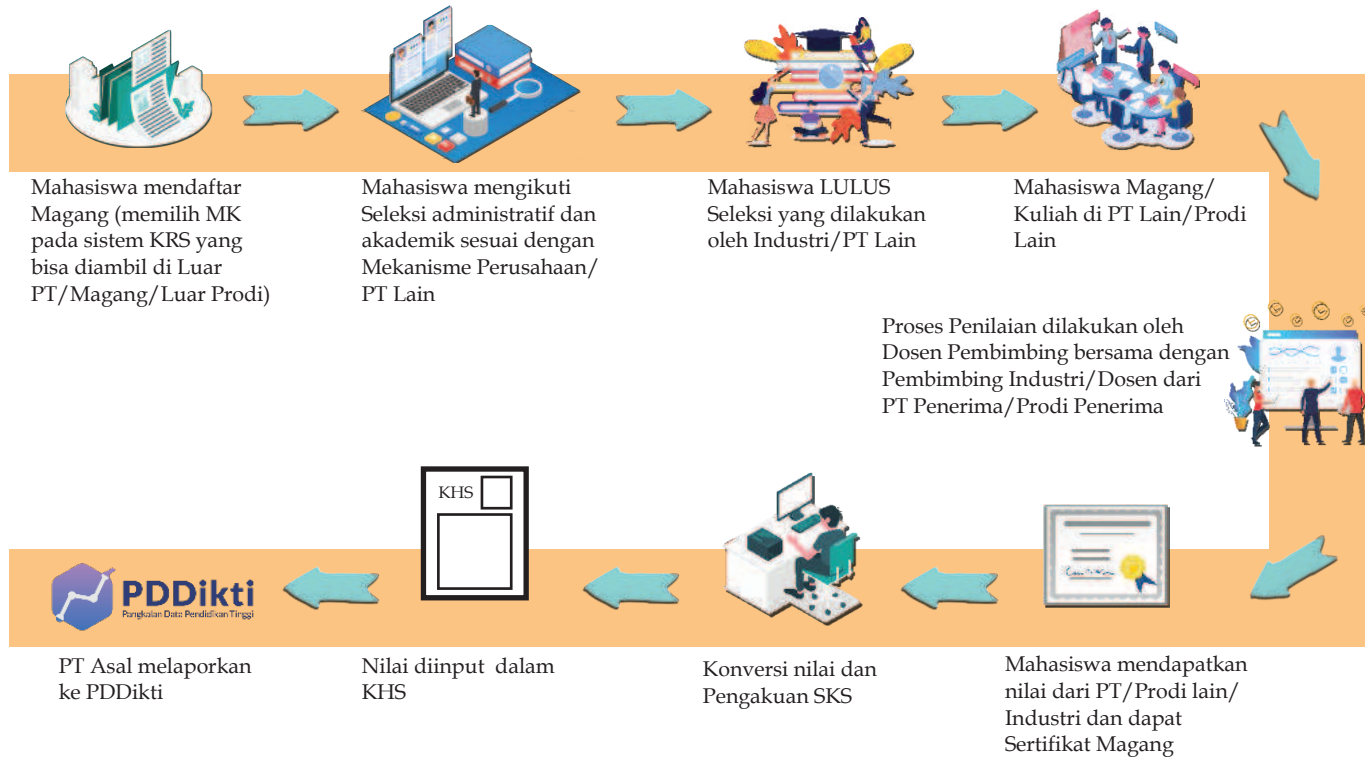 Mahasiswa mendaftar
Magang (memilih MK
pada sistem KRS yang
bisa diambil di Luar
PT/Magang/Luar Prodi)
Mahasiswa mengikuti
Seleksi administratif dan
akademik sesuai dengan
Mekanisme Perusahaan/
PT Lain
Mahasiswa LULUS
Seleksi yang dilakukan
oleh Industri/PT Lain
Mahasiswa Magang/
Kuliah di PT Lain/Prodi
Lain
Proses Penilaian dilakukan oleh
Dosen Pembimbing bersama dengan
Pembimbing Industri/Dosen dari
PT Penerima/Prodi Penerima
Mahasiswa mendapatkan
nilai dari PT/Prodi lain/
Industri dan dapat
Sertifikat Magang
Konversi nilai dan
Pengakuan SKS
KHS
Nilai diinput dalam
KHS
PDDikti
Pangkalan Data Pendidikan Tinggi
PT Asal melaporkan
ke PDDikti